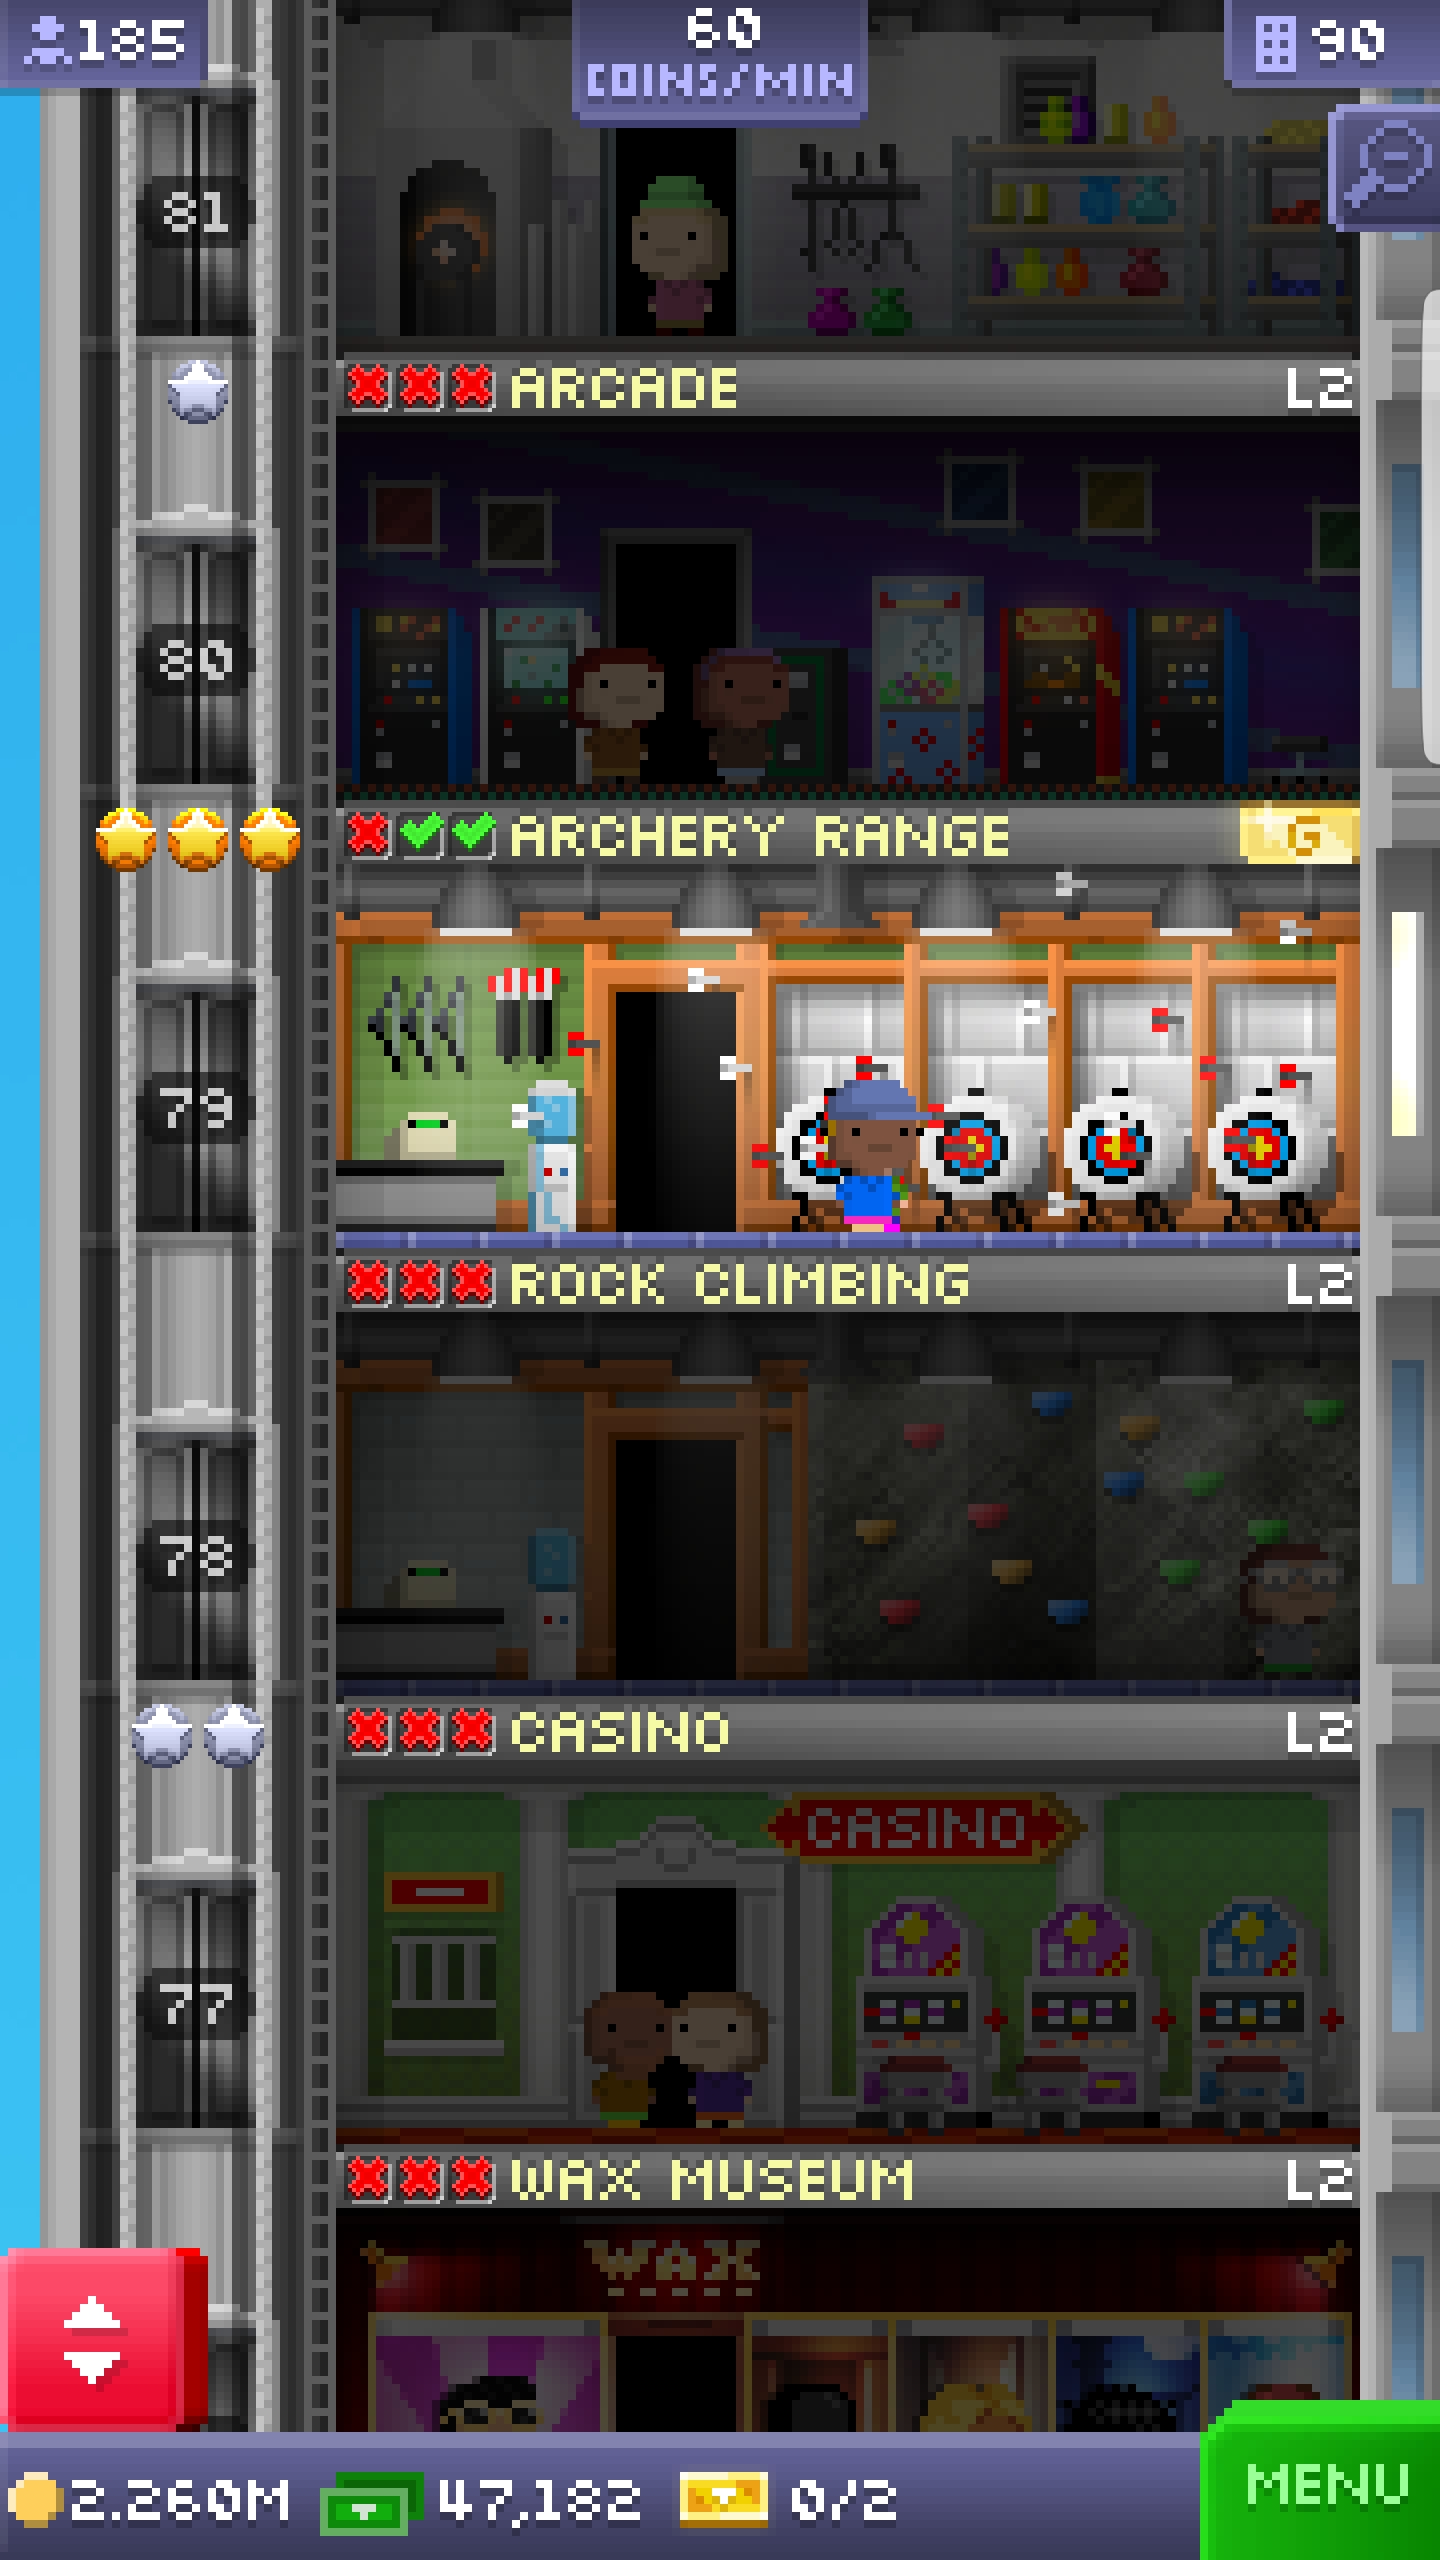 185
60
COINS/MIN
90
81
ARCADE L2
80
ARCHERY RANGE G
79
ROCK CLIMBING L2
78
CASINO L2
CASINO
77
WAX MUSEUM L2
WAX
2.260M 47,182 0/2
MENU